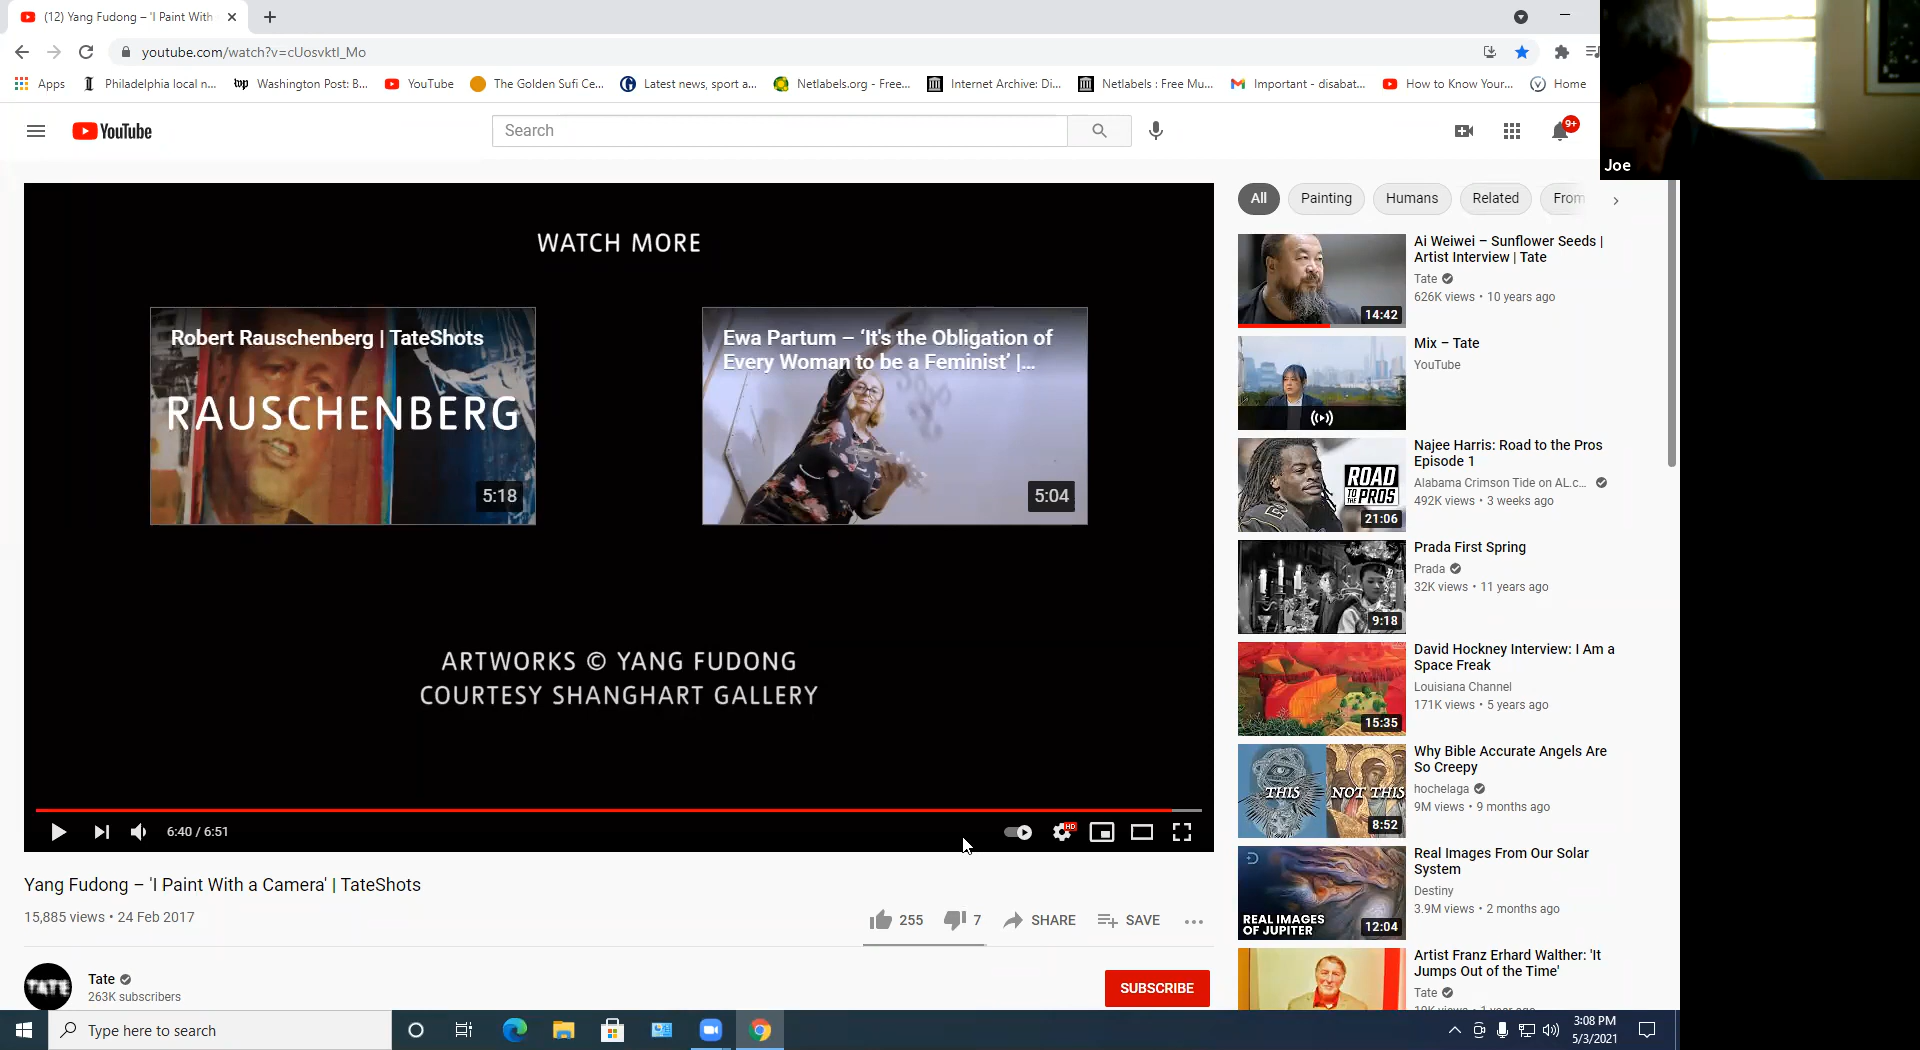 (12) Yang Fudong – 'I Paint With
youtube.com/watch?v=cUosvktl_Mo
Apps
Philadelphia local n...
Washington Post: B...
YouTube
The Golden Sufi Ce...
Latest news, sport a...
Netlabels.org - Free...
Internet Archive: Di...
Netlabels : Free Mu...
Important - disabat...
How to Know Your...
Home
YouTube
Search
9+
Joe
WATCH MORE
Robert Rauschenberg | TateShots
RAUSCHENBERG
5:18
Ewa Partum – ‘It's the Obligation of
Every Woman to be a Feminist’ |...
5:04
ARTWORKS © YANG FUDONG
COURTESY SHANGHART GALLERY
6:40 / 6:51
HD
Yang Fudong – 'I Paint With a Camera' | TateShots
15,885 views • 24 Feb 2017
255
7
SHARE
SAVE
TATE
Tate
263K subscribers
SUBSCRIBE
All
Painting
Humans
Related
From
14:42
Ai Weiwei – Sunflower Seeds |
Artist Interview | Tate
Tate
626K views • 10 years ago
Mix – Tate
YouTube
ROAD
TO THE PROS
21:06
Najee Harris: Road to the Pros
Episode 1
Alabama Crimson Tide on AL.c...
492K views • 3 weeks ago
9:18
Prada First Spring
Prada
32K views • 11 years ago
15:35
David Hockney Interview: I Am a
Space Freak
Louisiana Channel
171K views • 5 years ago
THIS
NOT THIS
8:52
Why Bible Accurate Angels Are
So Creepy
hochelaga
9M views • 9 months ago
REAL IMAGES
OF JUPITER
12:04
Real Images From Our Solar
System
Destiny
3.9M views • 2 months ago
Artist Franz Erhard Walther: 'It
Jumps Out of the Time'
Tate
Type here to search
3:08 PM
5/3/2021